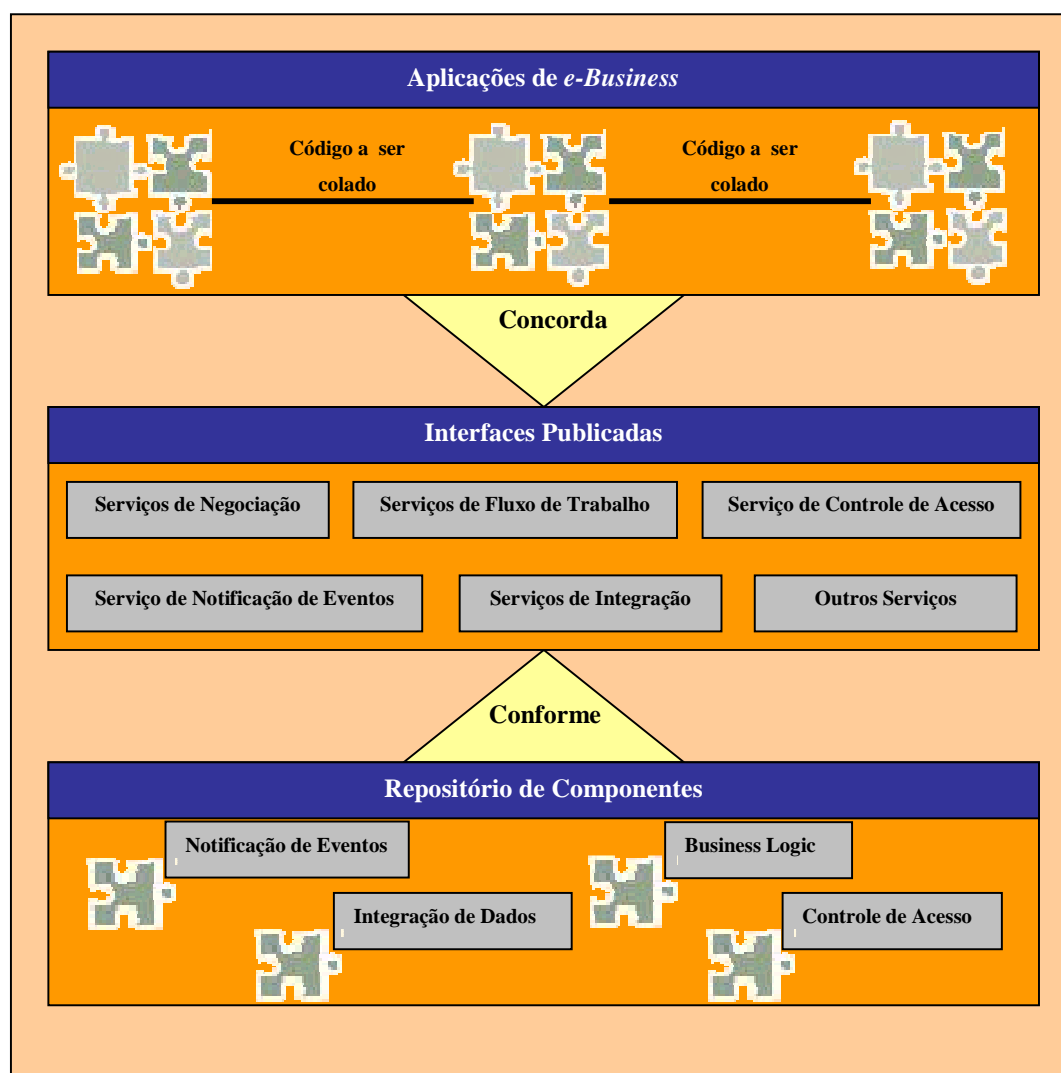 Aplicações de e-Business
Código a ser
colado
Código a ser
colado
Concorda
Interfaces Publicadas
Serviços de Negociação
Serviços de Fluxo de Trabalho
Serviço de Controle de Acesso
Serviço de Notificação de Eventos
Serviços de Integração
Outros Serviços
Conforme
Repositório de Componentes
Notificação de Eventos
Business Logic
Integração de Dados
Controle de Acesso